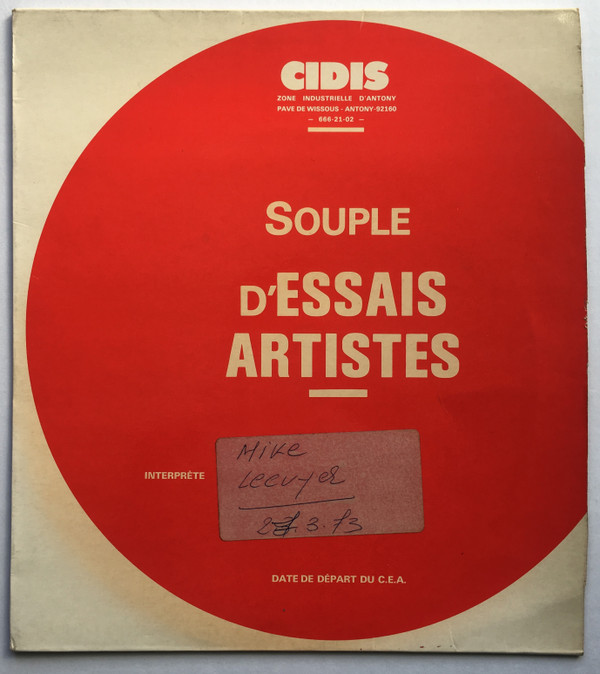 CIDIS
ZONE INDUSTRIELLE D'ANTONY
PAVE DE WISSOUS - ANTONY-92160
— 666-21-02 —
SOUPLE
D'ESSAIS
ARTISTES
INTERPRÈTE
Mike
.3.73
DATE DE DÉPART DU C.E.A.